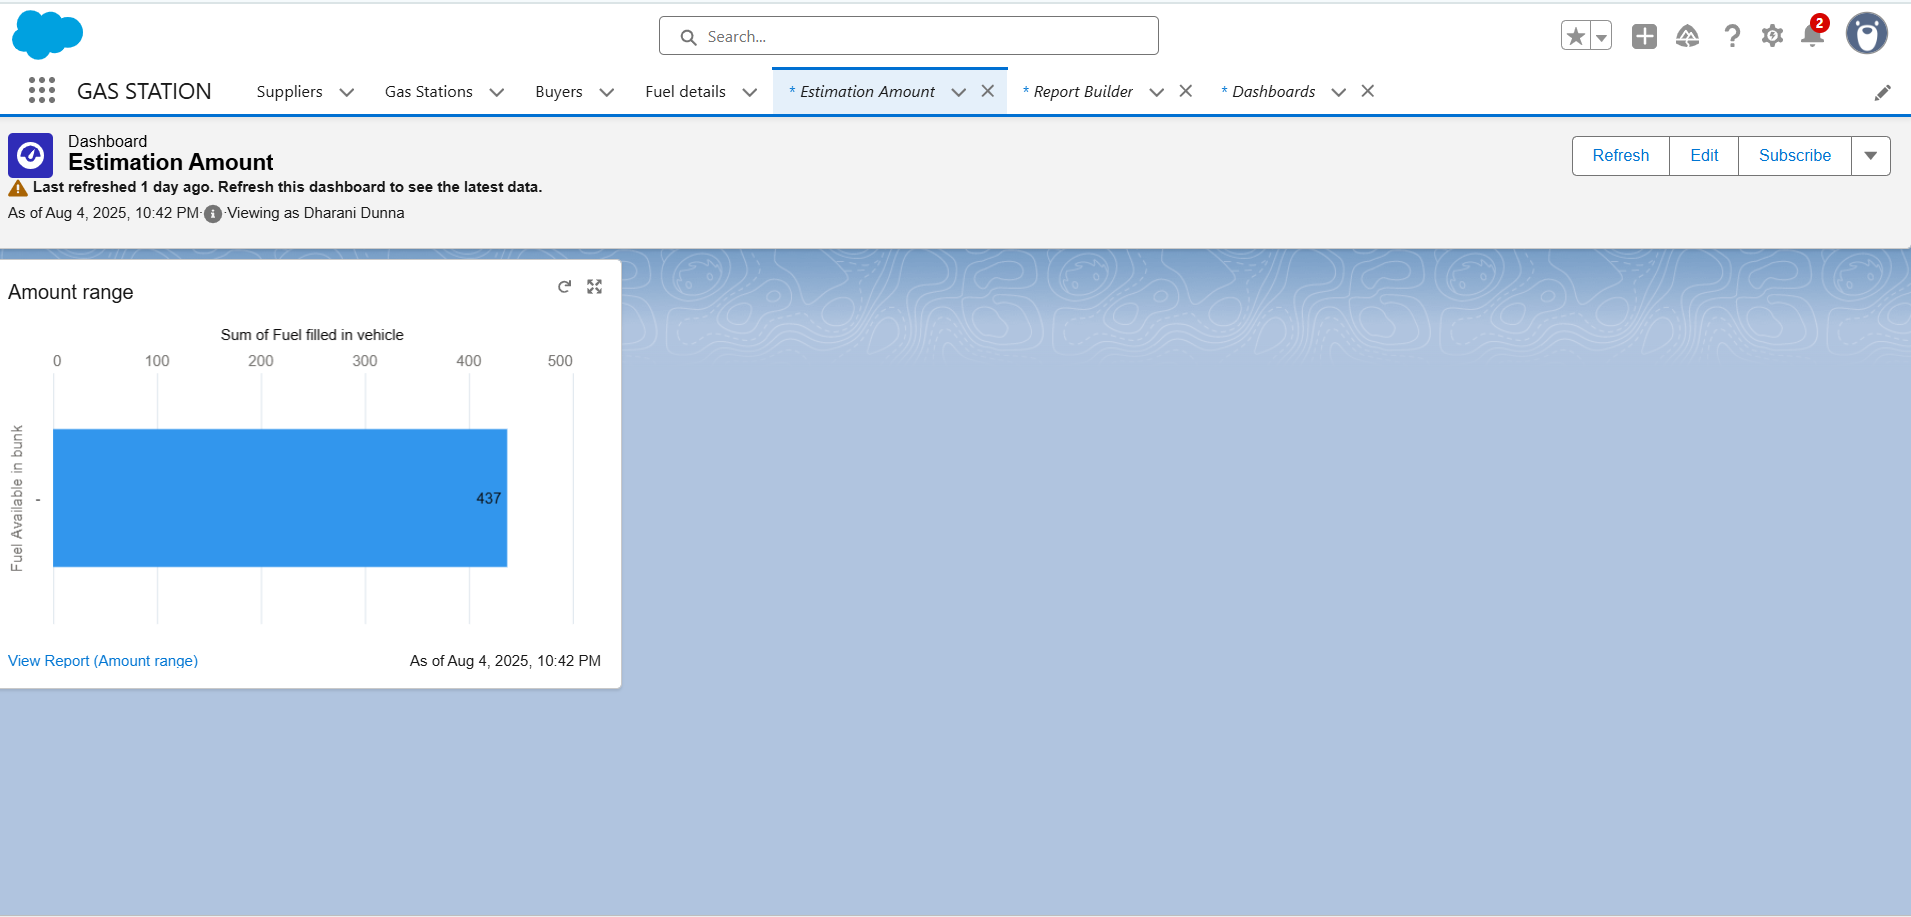 Search...
2
GAS STATION
Suppliers
Gas Stations
Buyers
Fuel details
* Estimation Amount
* Report Builder
* Dashboards
Dashboard
Estimation Amount
Last refreshed 1 day ago. Refresh this dashboard to see the latest data.
As of Aug 4, 2025, 10:42 PM·Viewing as Dharani Dunna
Refresh
Edit
Subscribe
Amount range
Sum of Fuel filled in vehicle
0 100 200 300 400 500
Fuel Available in bunk
-
437
View Report (Amount range)
As of Aug 4, 2025, 10:42 PM